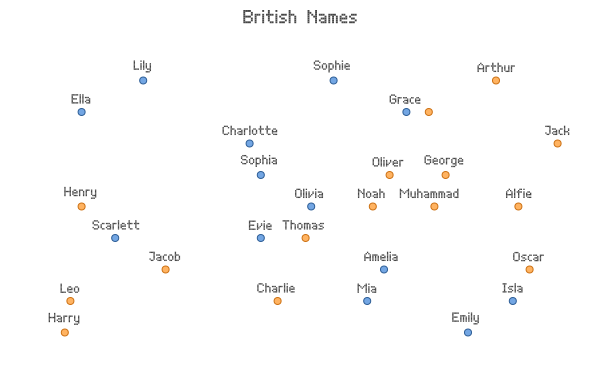 British Names
Lily
Sophie
Arthur
Ella
Grace
Charlotte
Jack
Sophia
Oliver
George
Henry
Olivia
Noah
Muhammad
Alfie
Scarlett
Evie
Thomas
Jacob
Amelia
Oscar
Leo
Charlie
Mia
Isla
Harry
Emily